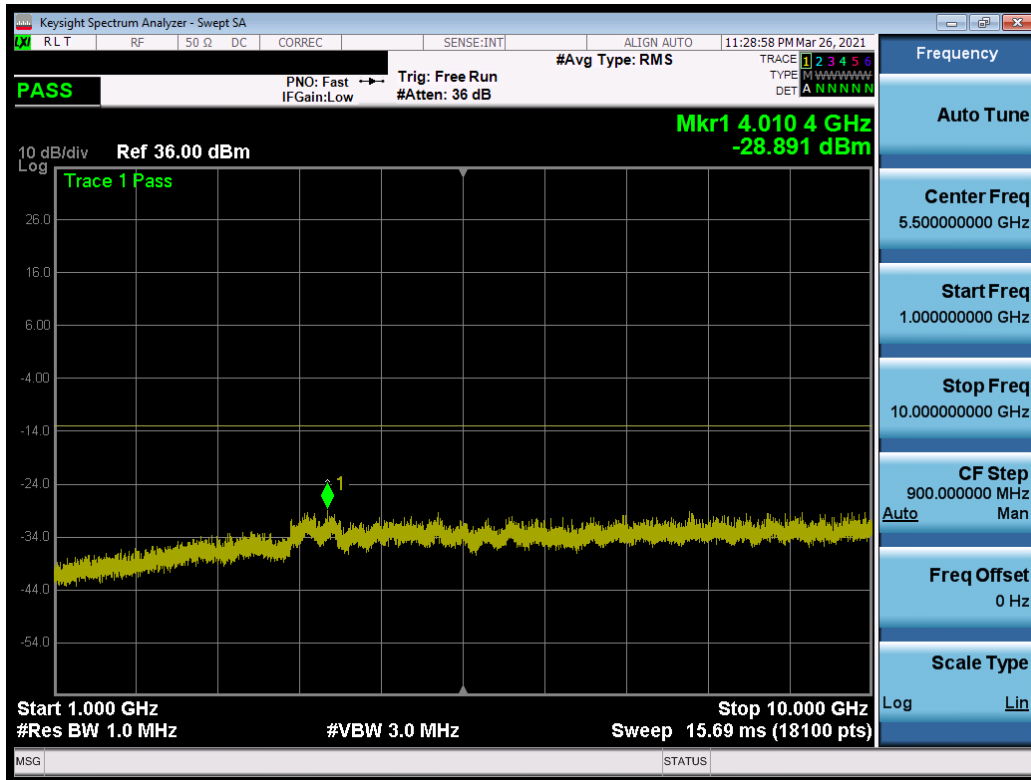 Keysight Spectrum Analyzer - Swept SA
LXI RLT RF 50 Ω DC CORREC SENSE:INT ALIGN AUTO 11:28:58 PM Mar 26, 2021
PASS
PNO: Fast
IFGain:Low
Trig: Free Run
#Atten: 36 dB
#Avg Type: RMS
TRACE 1 2 3 4 5 6
TYPE M WWWWW
DET A N N N N N
Mkr1 4.010 4 GHz
-28.891 dBm
10 dB/div Ref 36.00 dBm
Log
Trace 1 Pass
26.0
16.0
6.00
-4.00
-14.0
-24.0
1
-34.0
-44.0
-54.0
Start 1.000 GHz Stop 10.000 GHz
#Res BW 1.0 MHz #VBW 3.0 MHz Sweep 15.69 ms (18100 pts)
MSG STATUS
Frequency
Auto Tune
Center Freq
5.500000000 GHz
Start Freq
1.000000000 GHz
Stop Freq
10.000000000 GHz
CF Step
900.000000 MHz
Auto Man
Freq Offset
0 Hz
Scale Type
Log Lin